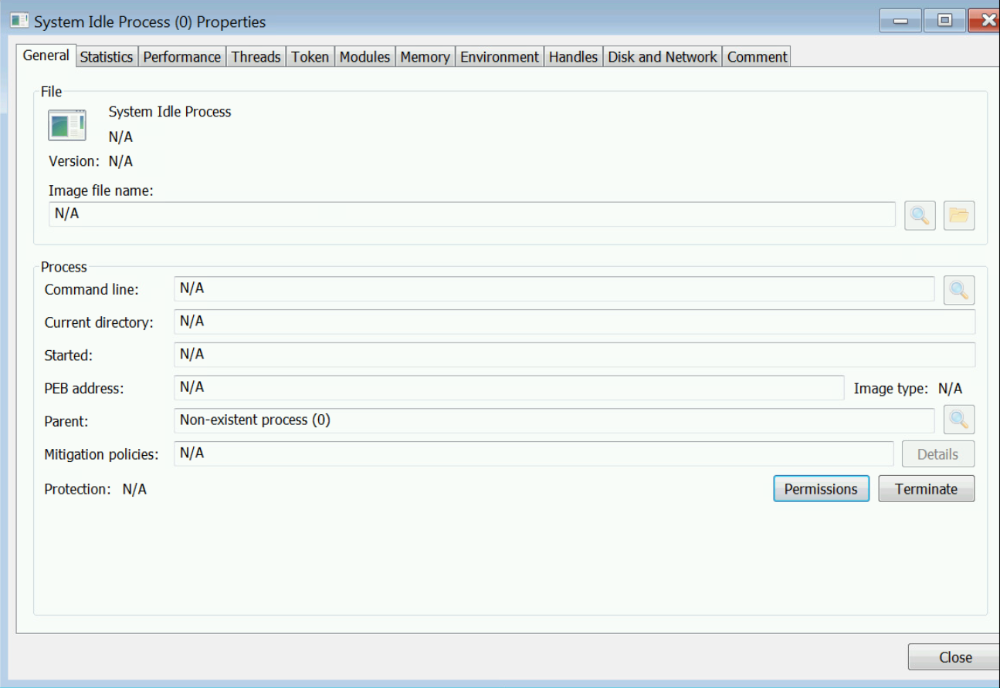 System Idle Process (0) Properties
General Statistics Performance Threads Token Modules Memory Environment Handles Disk and Network Comment
File
System Idle Process
N/A
Version: N/A
Image file name:
N/A
Process
Command line: N/A
Current directory: N/A
Started: N/A
PEB address: N/A Image type: N/A
Parent: Non-existent process (0)
Mitigation policies: N/A Details
Protection: N/A Permissions Terminate
Close